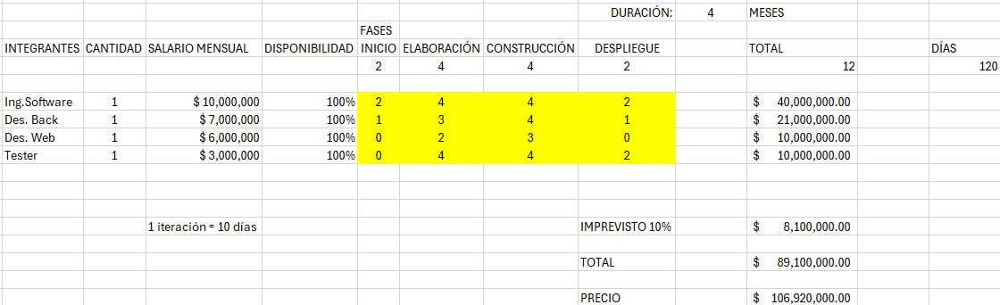 DURACIÓN: 4 MESES
FASES
INTEGRANTES CANTIDAD SALARIO MENSUAL DISPONIBILIDAD INICIO ELABORACIÓN CONSTRUCCIÓN DESPLIEGUE TOTAL DÍAS
2 4 4 2 12 120
Ing.Software 1 $ 10,000,000 100% 2 4 4 2 $ 40,000,000.00
Des. Back 1 $ 7,000,000 100% 1 3 4 1 $ 21,000,000.00
Des. Web 1 $ 6,000,000 100% 0 2 3 0 $ 10,000,000.00
Tester 1 $ 3,000,000 100% 0 4 4 2 $ 10,000,000.00
1 iteración = 10 días IMPREVISTO 10% $ 8,100,000.00
TOTAL $ 89,100,000.00
PRECIO $ 106,920,000.00